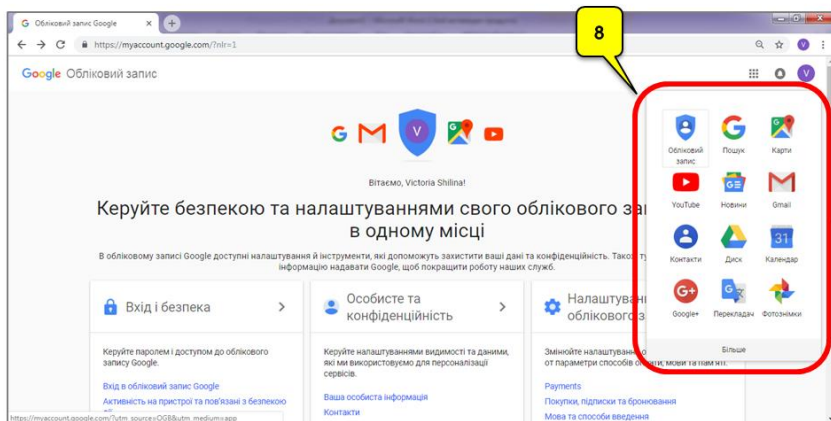 Обліковий запис Google
https://myaccount.google.com/?nlr=1
V
8
Google Обліковий запис
V
V
Вітаємо, Victoria Shilina!
Керуйте безпекою та налаштуваннями свого облікового за
в одному місці
В обліковому записі Google доступні налаштування й інструменти, які допоможуть захистити ваші дані та конфіденційність. Також
інформацію надавати Google, щоб покращити роботу наших служб.
Вхід і безпека
Керуйте паролем і доступом до облікового
запису Google.
Вхід в обліковий запис Google
Активність на пристрої та пов'язані з безпекою
https://myaccount.google.com/?utm_source=OGB&utm_medium=app
Особисте та
конфіденційність
Керуйте налаштуваннями видимості та даними,
які ми використовуємо для персоналізації
сервісів.
Ваша особиста інформація
Контакти
Налаштуван
облікового з
Змінюйте налаштування
от параметри способів оплати, мови та пам'яті.
Payments
Покупки, підписки та бронювання
Мова та способи введення
Обліковий
запис
Пошук
Карти
YouTube
Новини
Gmail
Контакти
Диск
31
Календар
G+
Google+
Перекладач
Фотознімки
Більше